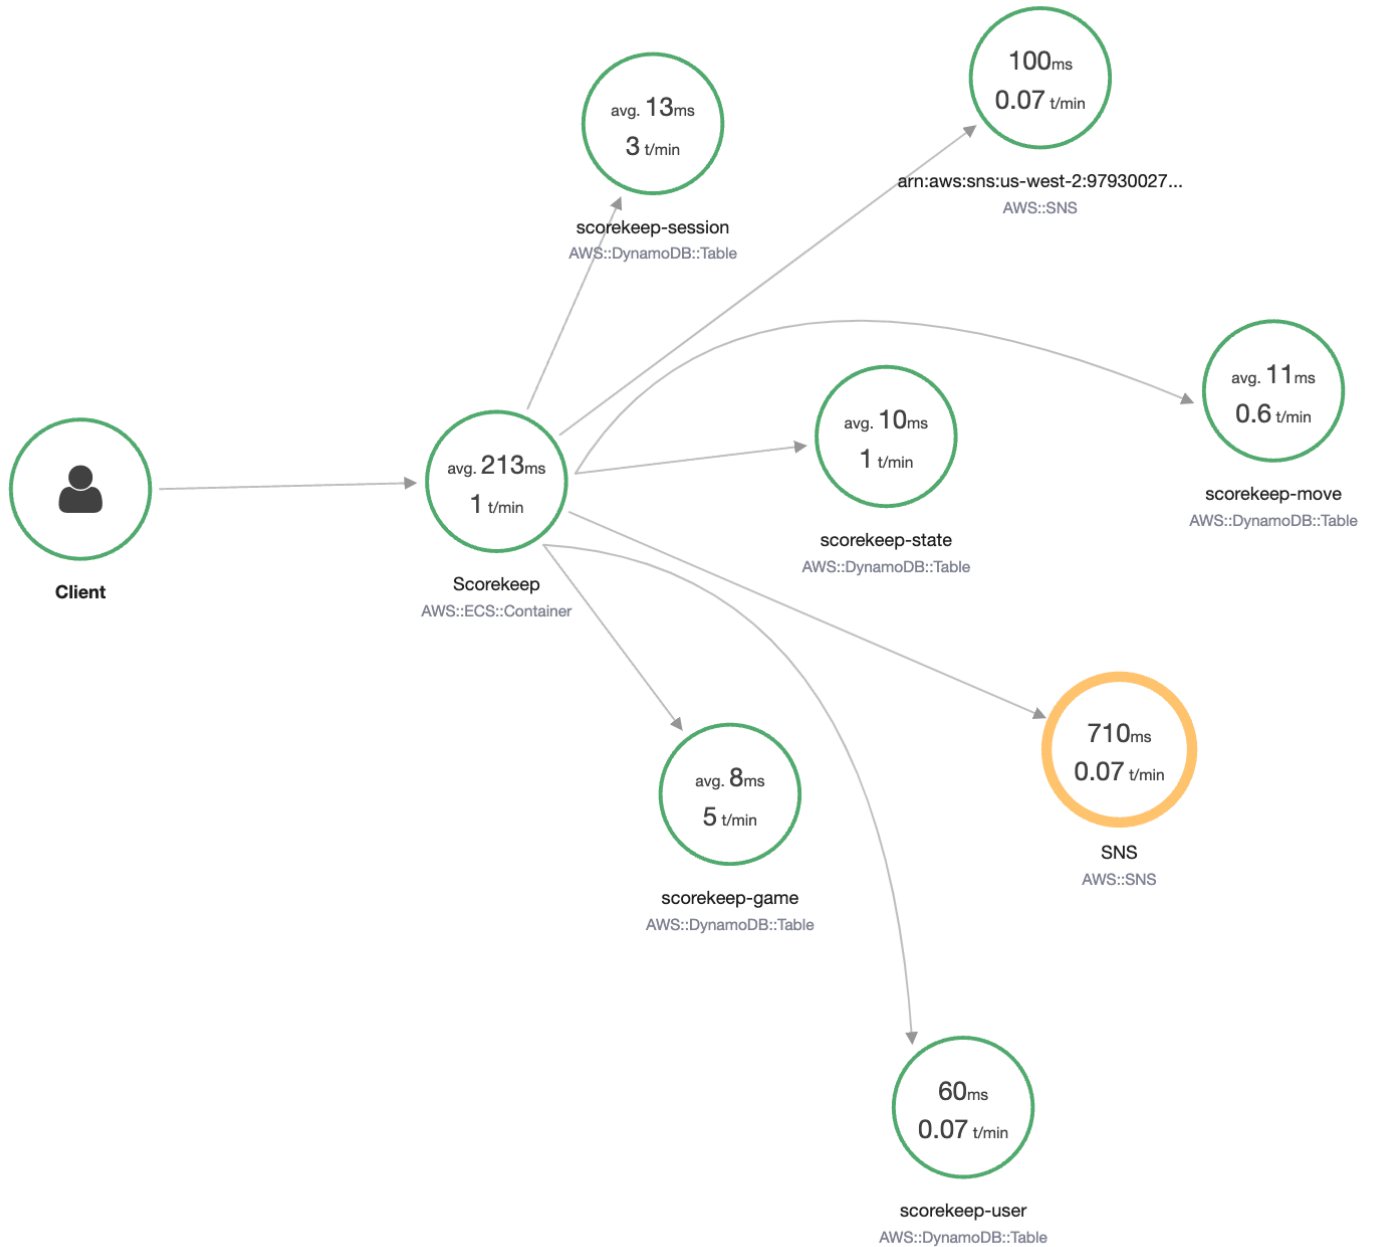 100ms
0.07 t/min
arn:aws:sns:us-west-2:97930027...
AWS::SNS
avg. 13ms
3 t/min
scorekeep-session
AWS::DynamoDB::Table
avg. 11ms
0.6 t/min
scorekeep-move
AWS::DynamoDB::Table
avg. 10ms
1 t/min
scorekeep-state
AWS::DynamoDB::Table
Client
avg. 213ms
1 t/min
Scorekeep
AWS::ECS::Container
710ms
0.07 t/min
SNS
AWS::SNS
avg. 8ms
5 t/min
scorekeep-game
AWS::DynamoDB::Table
60ms
0.07 t/min
scorekeep-user
AWS::DynamoDB::Table